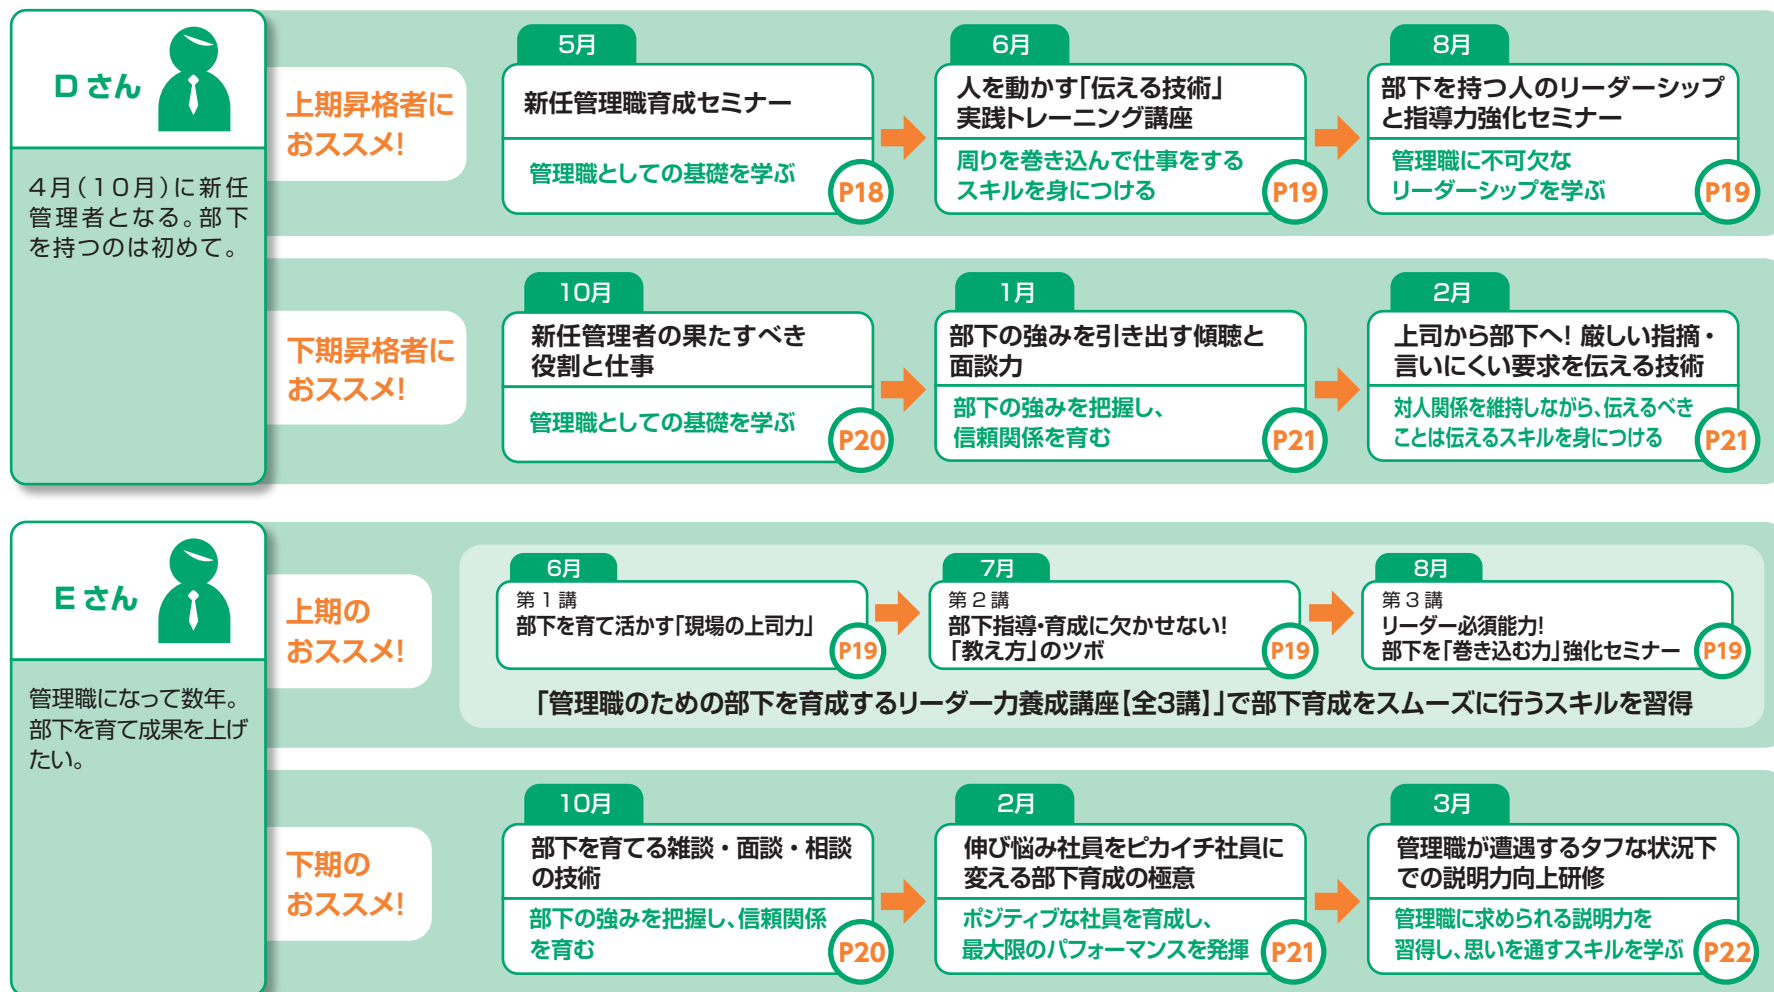 Dさん
4月(10月)に新任
管理者となる。部下
を持つのは初めて。
上期昇格者に
おススメ!
5月
新任管理職育成セミナー
管理職としての基礎を学ぶ
P18
6月
人を動かす「伝える技術」
実践トレーニング講座
周りを巻き込んで仕事をする
スキルを身につける
P19
8月
部下を持つ人のリーダーシップ
と指導力強化セミナー
管理職に不可欠な
リーダーシップを学ぶ
P19
下期昇格者に
おススメ!
10月
新任管理者の果たすべき
役割と仕事
管理職としての基礎を学ぶ
P20
1月
部下の強みを引き出す傾聴と
面談力
部下の強みを把握し、
信頼関係を育む
P21
2月
上司から部下へ! 厳しい指摘・
言いにくい要求を伝える技術
対人関係を維持しながら、伝えるべき
ことは伝えるスキルを身につける
P21
Eさん
管理職になって数年。
部下を育て成果を上げ
たい。
上期の
おススメ!
6月
第1講
部下を育て活かす「現場の上司力」
P19
7月
第2講
部下指導・育成に欠かせない!
「教え方」のツボ
P19
8月
第3講
リーダー必須能力!
部下を「巻き込む力」強化セミナー
P19
「管理職のための部下を育成するリーダー力養成講座【全3講】」で部下育成をスムーズに行うスキルを習得
下期の
おススメ!
10月
部下を育てる雑談・面談・相談
の技術
部下の強みを把握し、信頼関係
を育む
P20
2月
伸び悩み社員をピカイチ社員に
変える部下育成の極意
ポジティブな社員を育成し、
最大限のパフォーマンスを発揮
P21
3月
管理職が遭遇するタフな状況下
での説明力向上研修
管理職に求められる説明力を
習得し、思いを通すスキルを学ぶ
P22